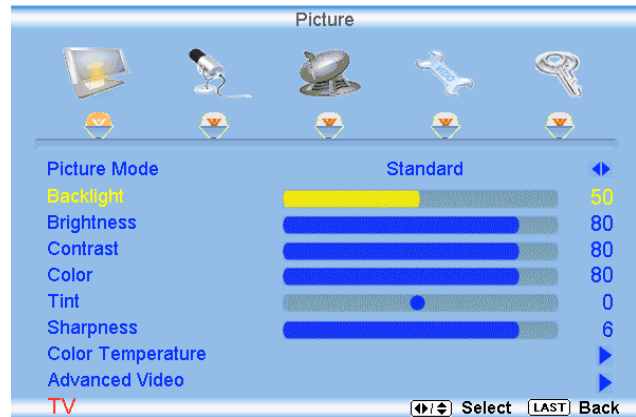 Picture
Picture Mode Standard
Backlight 50
Brightness 80
Contrast 80
Color 80
Tint 0
Sharpness 6
Color Temperature
Advanced Video
TV Select LAST Back